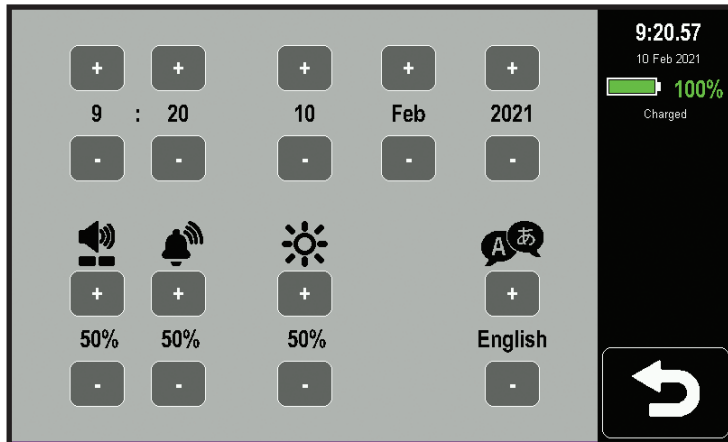 + + + + +
9 : 20 10 Feb 2021
- - - - -
A あ
+ + + +
50% 50% 50% English
- - - -
9:20.57
10 Feb 2021
100%
Charged